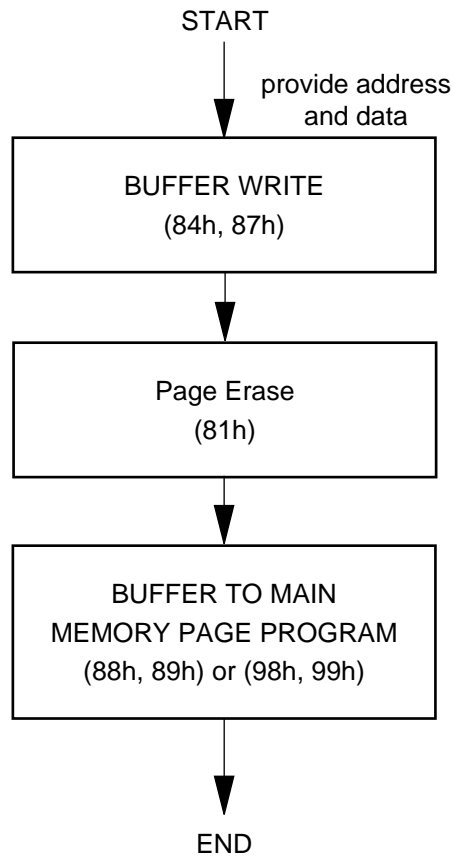 START
provide address
and data
BUFFER WRITE
(84h, 87h)
Page Erase
(81h)
BUFFER TO MAIN
MEMORY PAGE PROGRAM
(88h, 89h) or (98h, 99h)
END